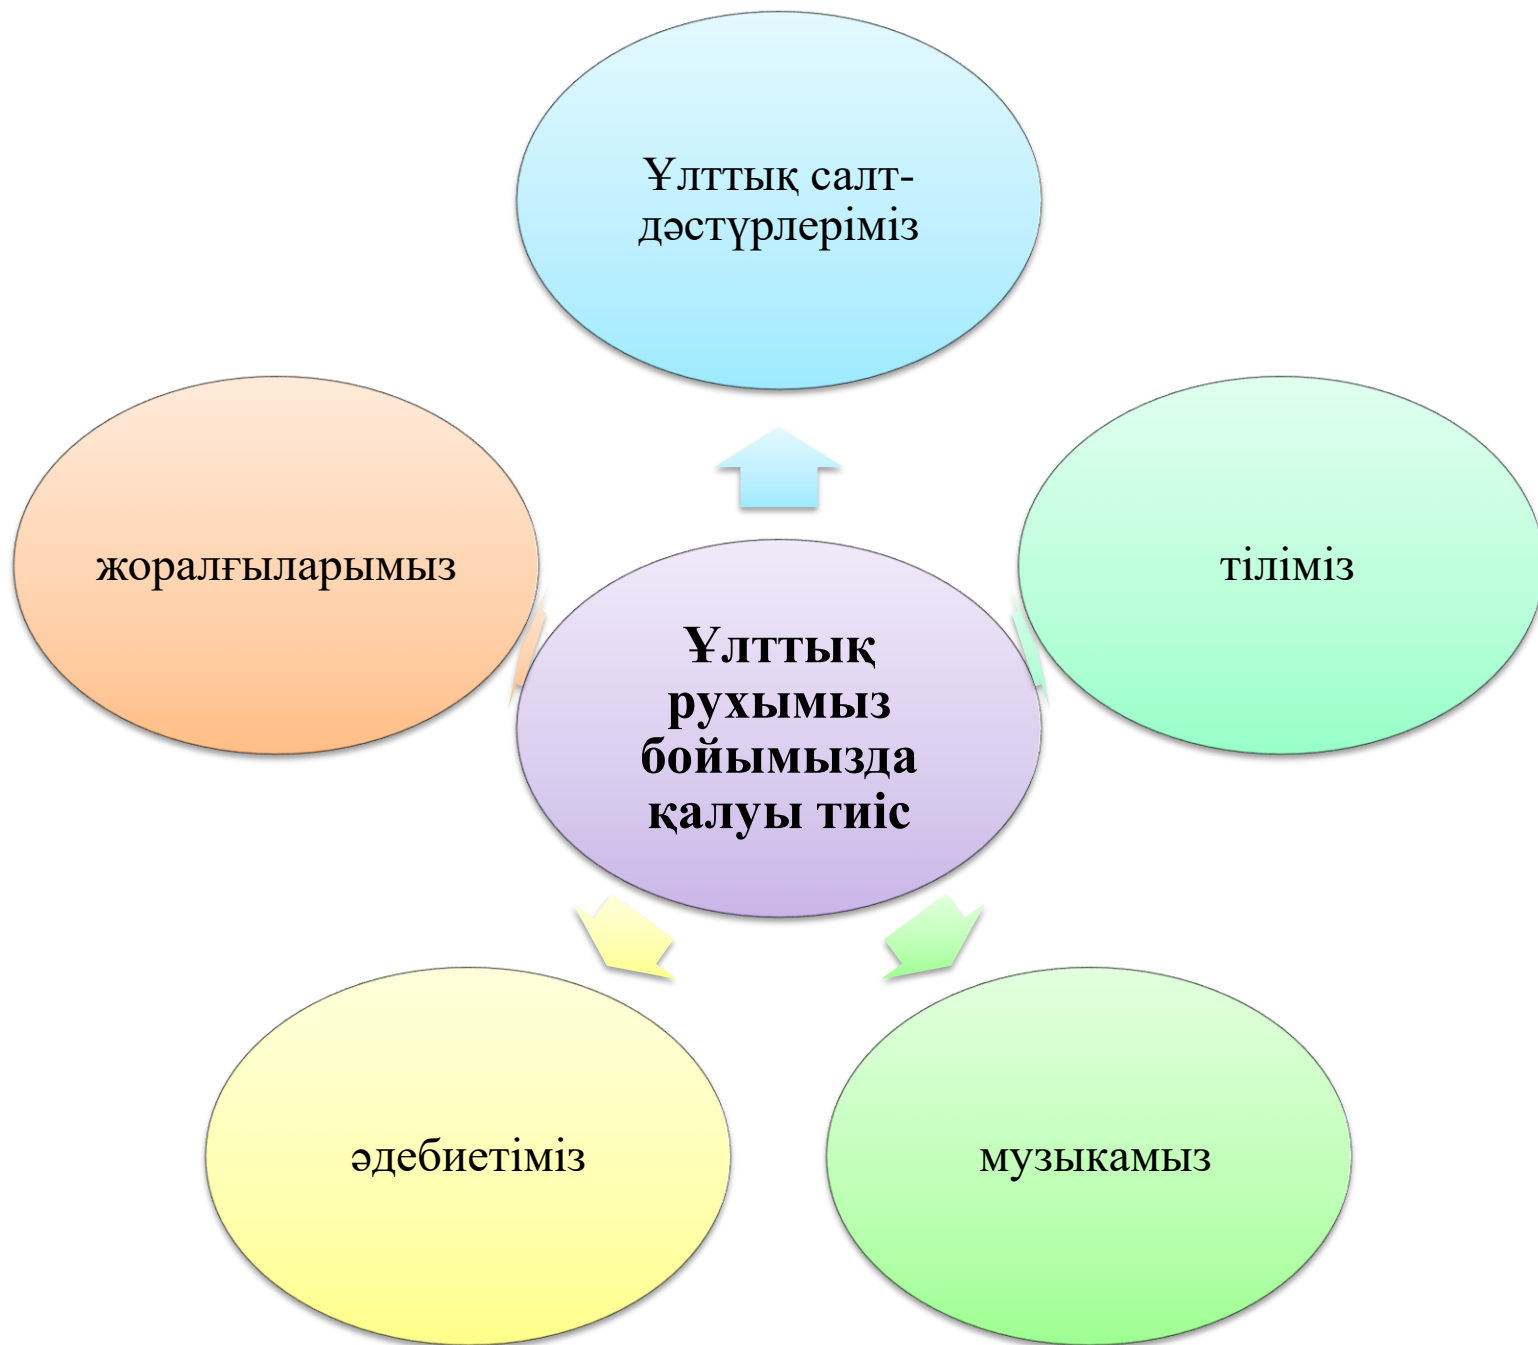 Ұлттық салт-
дәстүрлеріміз
жоралғыларымыз
тіліміз
Ұлттық
рухымыз
бойымызда
қалуы тиіс
әдебиетіміз
музыкамыз